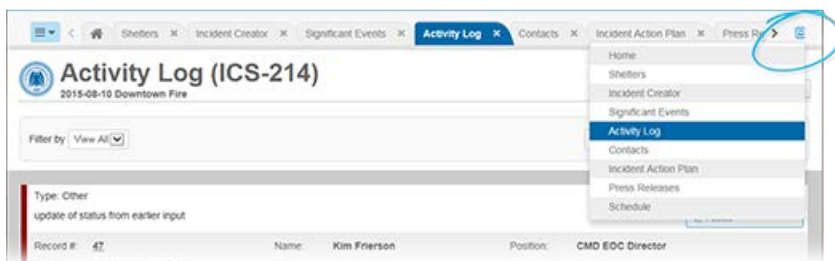 Shelters Incident Creator Significant Events Activity Log Contacts Incident Action Plan Press
Activity Log (ICS-214)
2015-08-10 Downtown Fire
Filter by View All
Home
Shelters
Incident Creator
Significant Events
Activity Log
Contacts
Incident Action Plan
Press Releases
Schedule
Type: Other
update of status from earlier input
Record #: 47 Name: Kim Frierson Position: CMD EOC Director